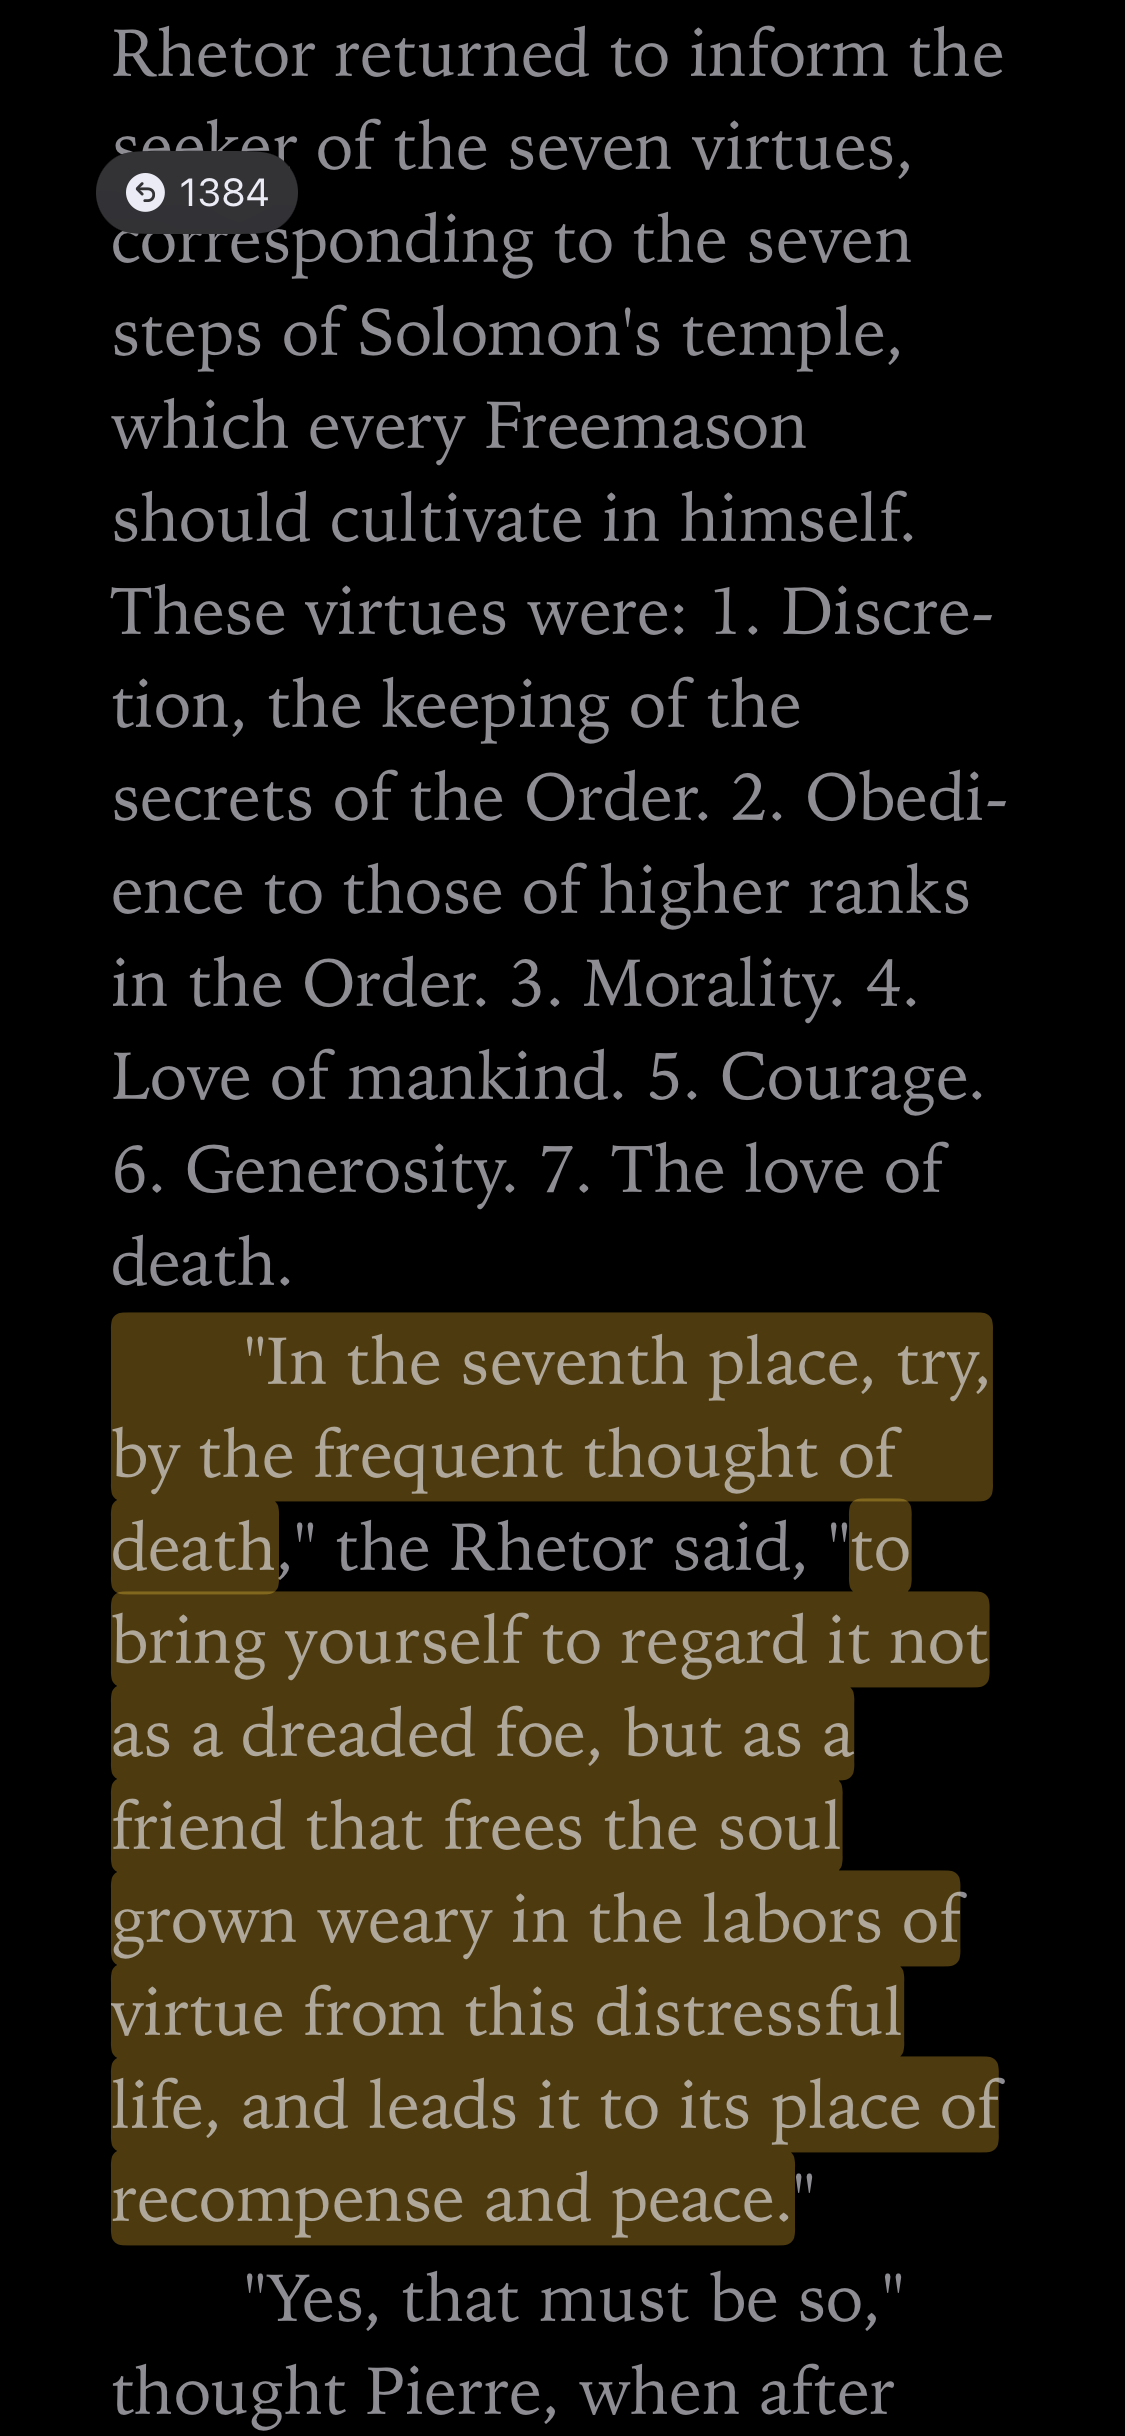 Rhetor returned to inform the
seeker of the seven virtues,
1384
corresponding to the seven
steps of Solomon's temple,
which every Freemason
should cultivate in himself.
These virtues were: 1. Discre-
tion, the keeping of the
secrets of the Order. 2. Obedi-
ence to those of higher ranks
in the Order. 3. Morality. 4.
Love of mankind. 5. Courage.
6. Generosity. 7. The love of
death.
"In the seventh place, try,
by the frequent thought of
death," the Rhetor said, "to
bring yourself to regard it not
as a dreaded foe, but as a
friend that frees the soul
grown weary in the labors of
virtue from this distressful
life, and leads it to its place of
recompense and peace."
"Yes, that must be so,"
thought Pierre, when after